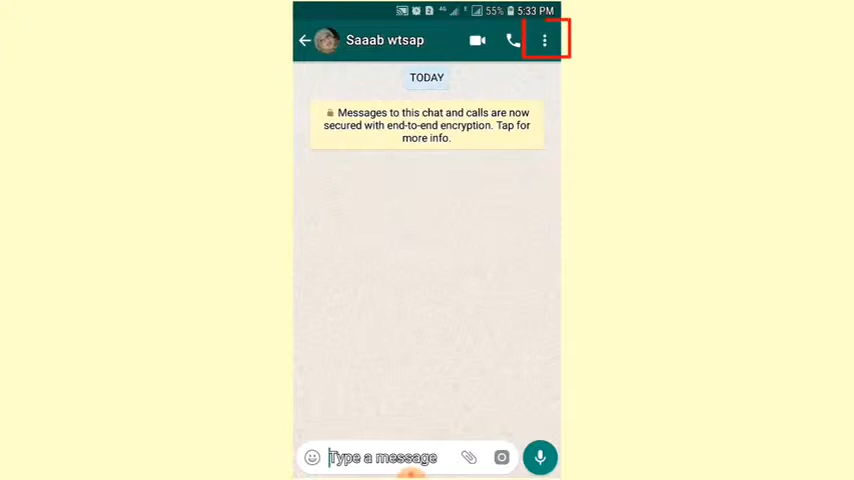 4G 55% 5:33 PM
Saaab wtsap
TODAY
Messages to this chat and calls are now
secured with end-to-end encryption. Tap for
more info.
Type a message